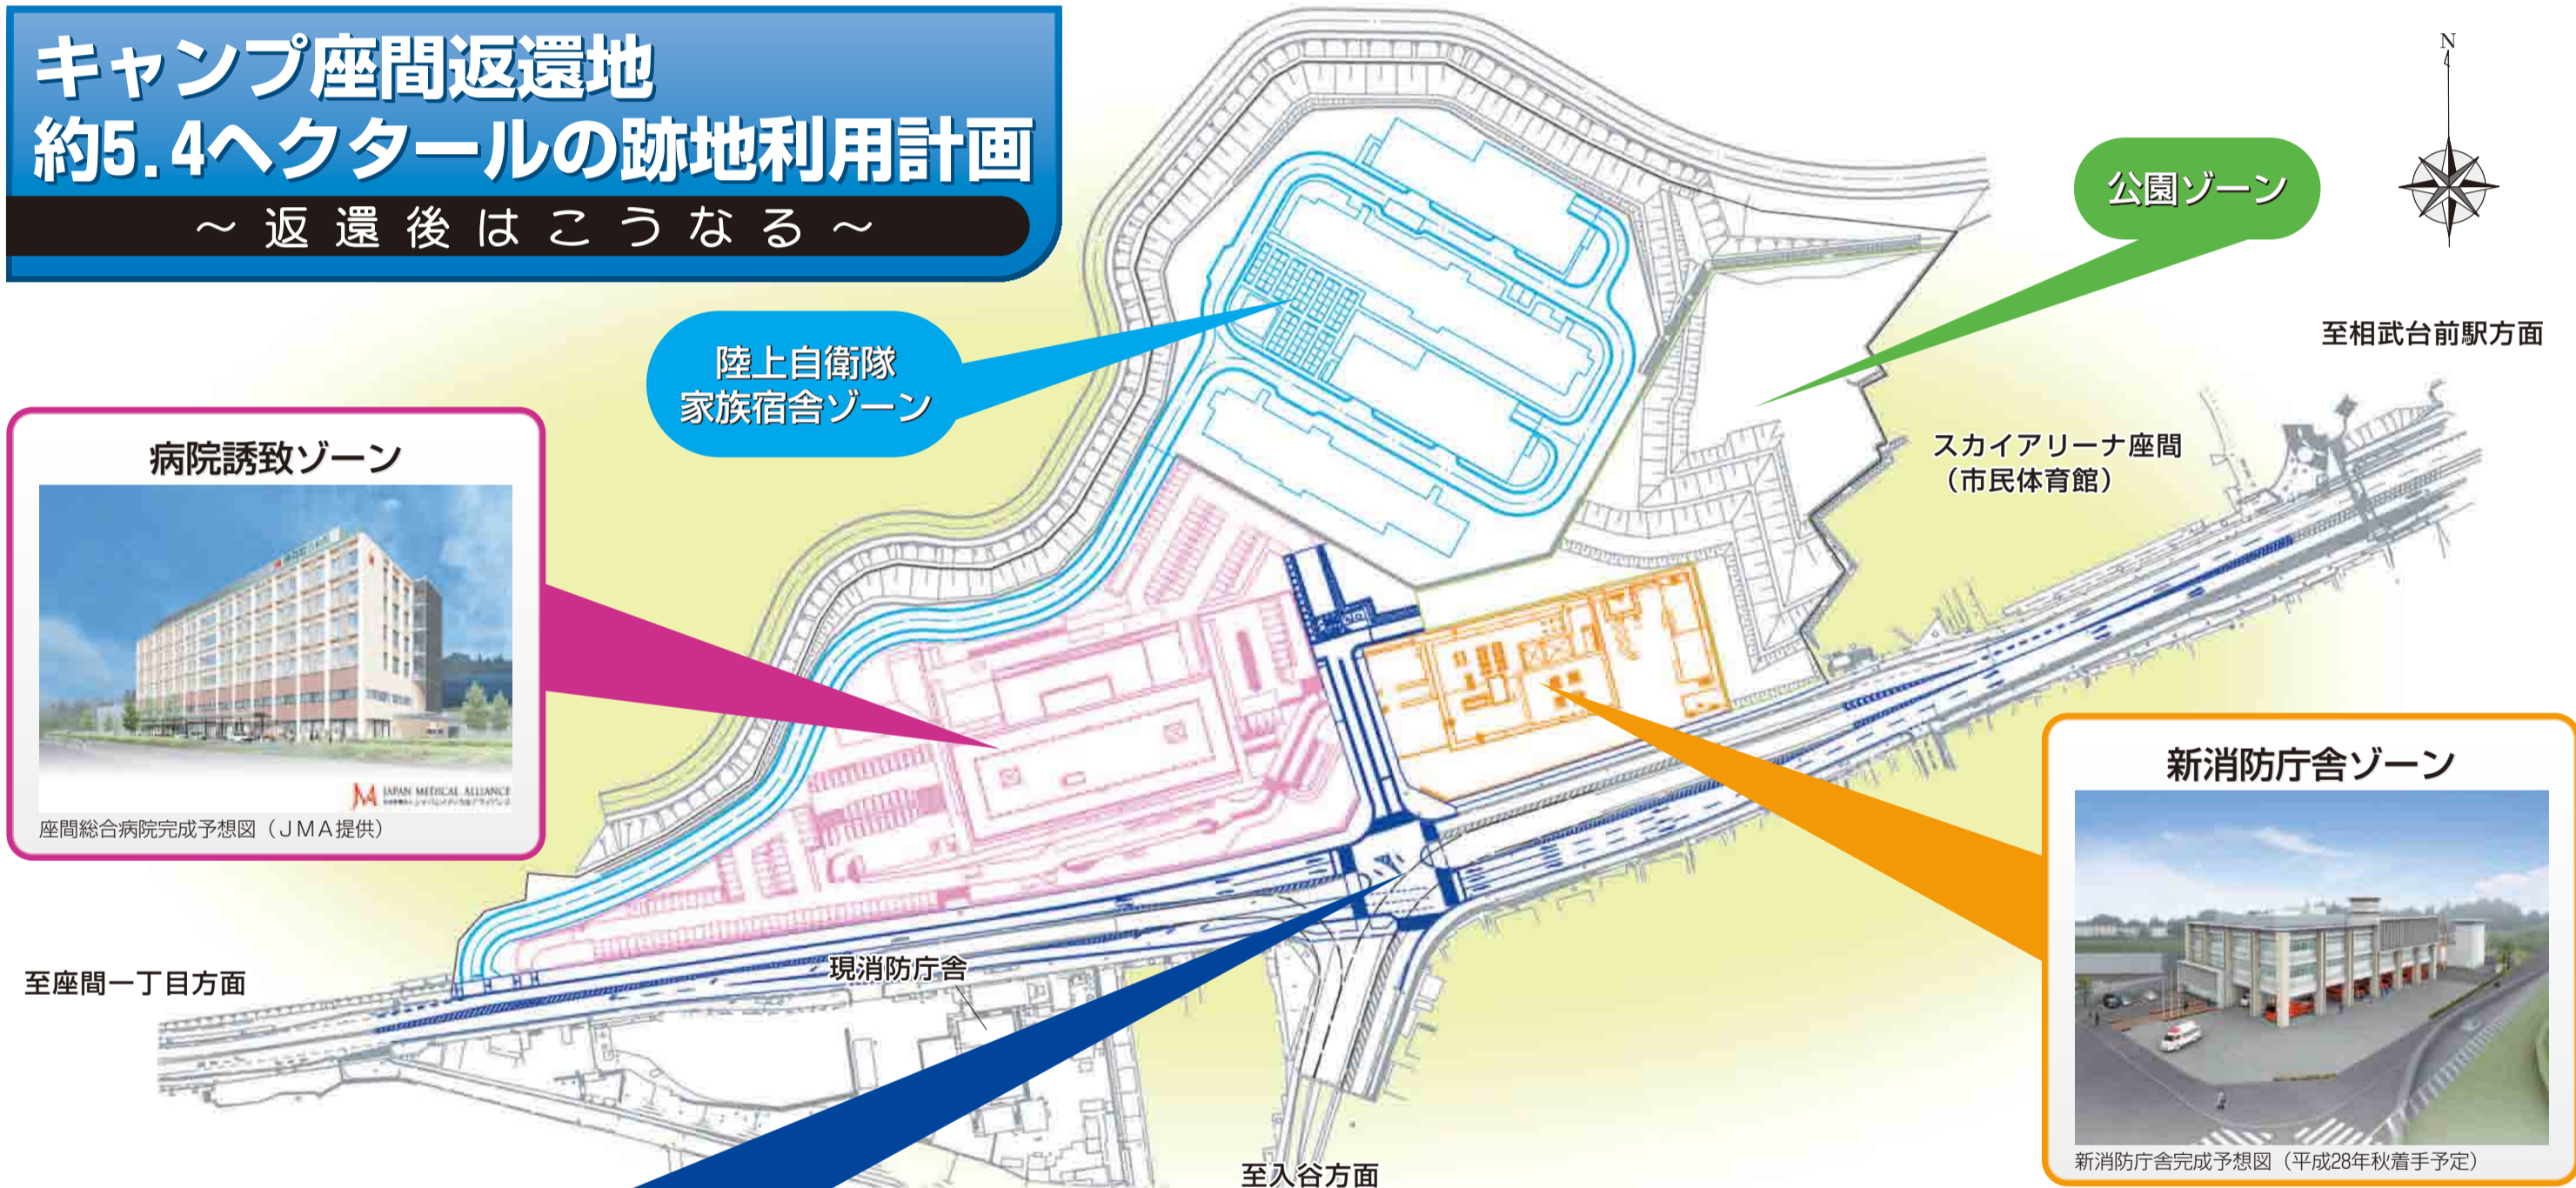 キャンプ座間返還地
約5.4ヘクタールの跡地利用計画
～返還後はこうなる～
N
公園ゾーン
至相武台前駅方面
陸上自衛隊
家族宿舎ゾーン
スカイアリーナ座間
（市民体育館）
病院誘致ゾーン
JMA JAPAN MEDICAL ALLIANCE
座間総合病院完成予想図（ＪＭＡ提供）
新消防庁舎ゾーン
現消防庁舎
至座間一丁目方面
至入谷方面
新消防庁舎完成予想図（平成28年秋着手予定）